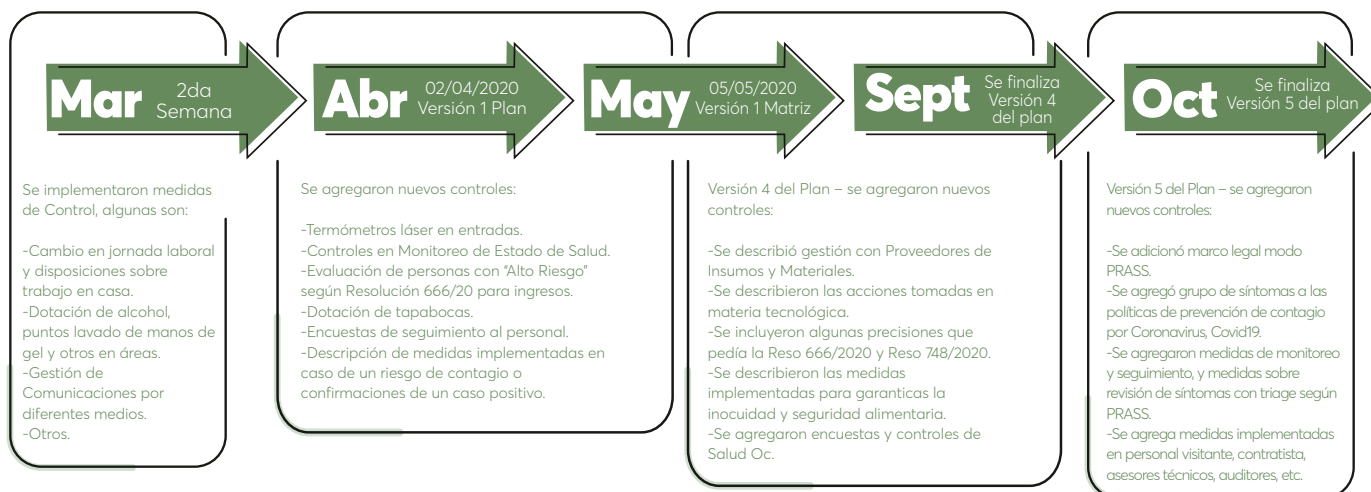 Mar
2da
Semana
Se implementaron medidas
de Control, algunas son:
-Cambio en jornada laboral
y disposiciones sobre
trabajo en casa.
-Dotación de alcohol,
puntos lavado de manos de
gel y otros en áreas.
-Gestión de
Comunicaciones por
diferentes medios.
-Otros.
Abr
02/04/2020
Versión 1 Plan
May
05/05/2020
Versión 1 Matriz
Se agregaron nuevos controles:
-Termómetros láser en entradas.
-Controles en Monitoreo de Estado de Salud.
-Evaluación de personas con "Alto Riesgo"
según Resolución 666/20 para ingresos.
-Dotación de tapabocas.
-Encuestas de seguimiento al personal.
-Descripción de medidas implementadas en
caso de un riesgo de contagio o
confirmaciones de un caso positivo.
Sept
Se finaliza
Versión 4
del plan
Versión 4 del Plan – se agregaron nuevos
controles:
-Se describió gestión con Proveedores de
Insumos y Materiales.
-Se describieron las acciones tomadas en
materia tecnológica.
-Se incluyeron algunas precisiones que
pedía la Reso 666/2020 y Reso 748/2020.
-Se describieron las medidas
implementadas para garanticas la
inocuidad y seguridad alimentaria.
-Se agregaron encuestas y controles de
Salud Oc.
Oct
Se finaliza
Versión 5 del plan
Versión 5 del Plan – se agregaron
nuevos controles:
-Se adicionó marco legal modo
PRASS.
-Se agregó grupo de síntomas a las
políticas de prevención de contagio
por Coronavirus, Covid19.
-Se agregaron medidas de monitoreo
y seguimiento, y medidas sobre
revisión de síntomas con triage según
PRASS.
-Se agrega medidas implementadas
en personal visitante, contratista,
asesores técnicos, auditores, etc.